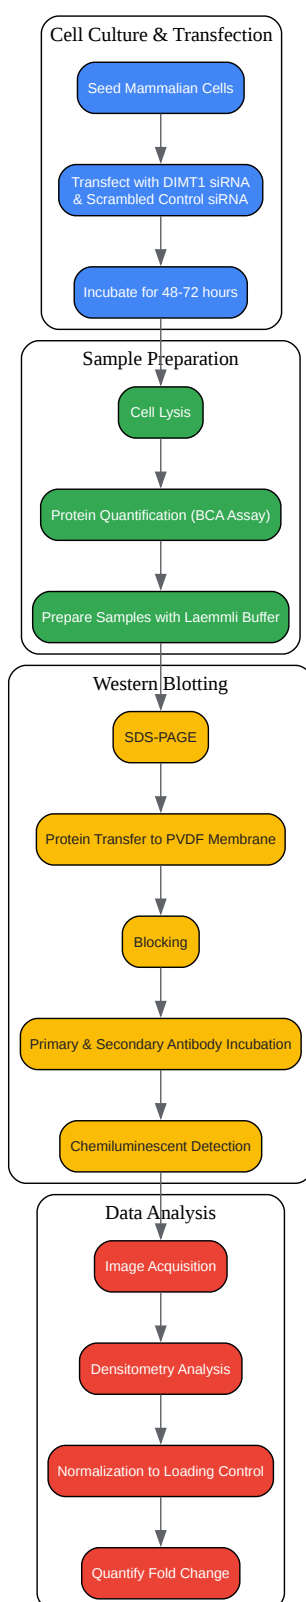 Cell Culture & Transfection
Seed Mammalian Cells
Transfect with DIMT1 siRNA
& Scrambled Control siRNA
Incubate for 48-72 hours
Sample Preparation
Cell Lysis
Protein Quantification (BCA Assay)
Prepare Samples with Laemmli Buffer
Western Blotting
SDS-PAGE
Protein Transfer to PVDF Membrane
Blocking
Primary & Secondary Antibody Incubation
Chemiluminescent Detection
Data Analysis
Image Acquisition
Densitometry Analysis
Normalization to Loading Control
Quantify Fold Change